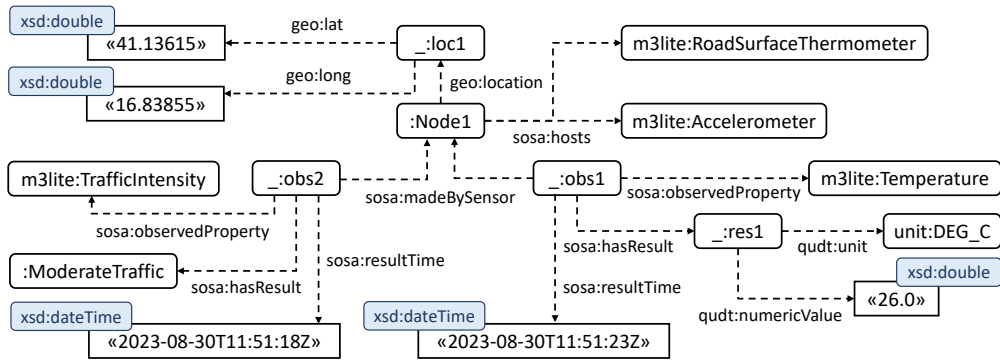 xsd:double
«41.13615»
geo:lat
_:loc1
m3lite:RoadSurfaceThermometer
xsd:double
«16.83855»
geo:long
geo:location
:Node1
sosa:hosts
m3lite:Accelerometer
m3lite:TrafficIntensity
_:obs2
sosa:madeBySensor
_:obs1
sosa:observedProperty
m3lite:Temperature
sosa:observedProperty
sosa:hasResult
_:res1
qudt:unit
unit:DEG_C
:ModerateTraffic
sosa:hasResult
sosa:resultTime
sosa:resultTime
xsd:double
«26.0»
qudt:numericValue
xsd:dateTime
«2023-08-30T11:51:18Z»
xsd:dateTime
«2023-08-30T11:51:23Z»